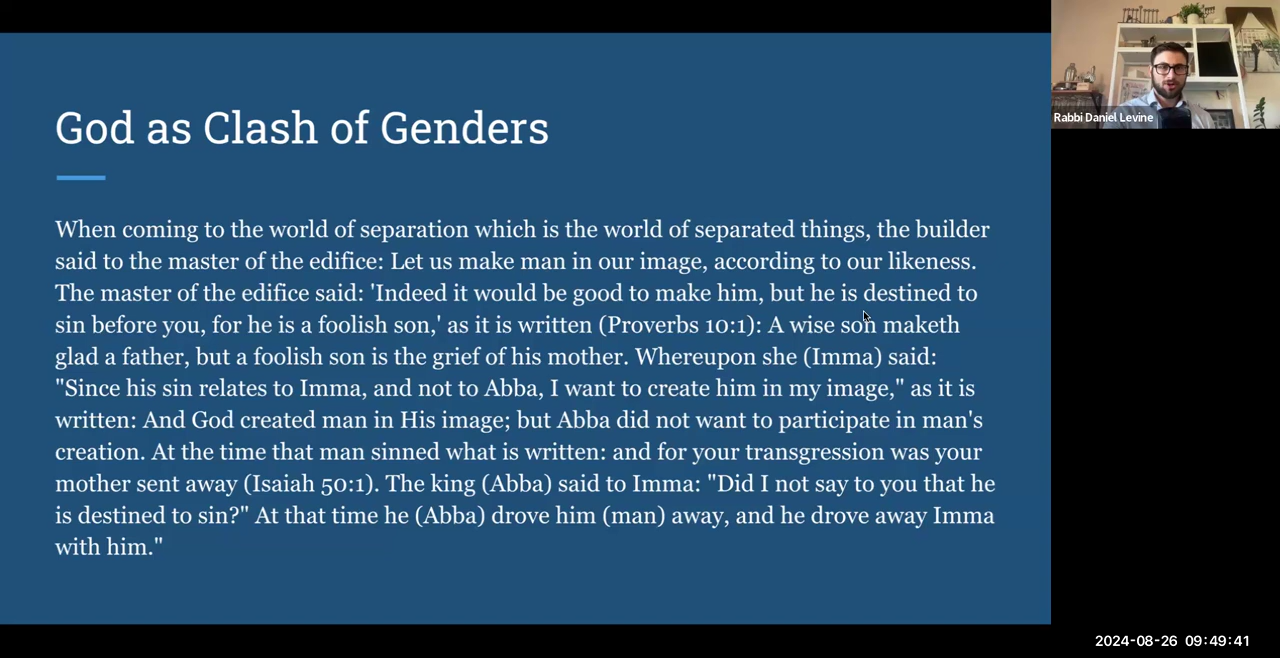 God as Clash of Genders
When coming to the world of separation which is the world of separated things, the builder
said to the master of the edifice: Let us make man in our image, according to our likeness.
The master of the edifice said: 'Indeed it would be good to make him, but he is destined to
sin before you, for he is a foolish son,' as it is written (Proverbs 10:1): A wise son maketh
glad a father, but a foolish son is the grief of his mother. Whereupon she (Imma) said:
"Since his sin relates to Imma, and not to Abba, I want to create him in my image," as it is
written: And God created man in His image; but Abba did not want to participate in man's
creation. At the time that man sinned what is written: and for your transgression was your
mother sent away (Isaiah 50:1). The king (Abba) said to Imma: "Did I not say to you that he
is destined to sin?" At that time he (Abba) drove him (man) away, and he drove away Imma
with him."
Rabbi Daniel Levine
2024-08-26 09:49:41